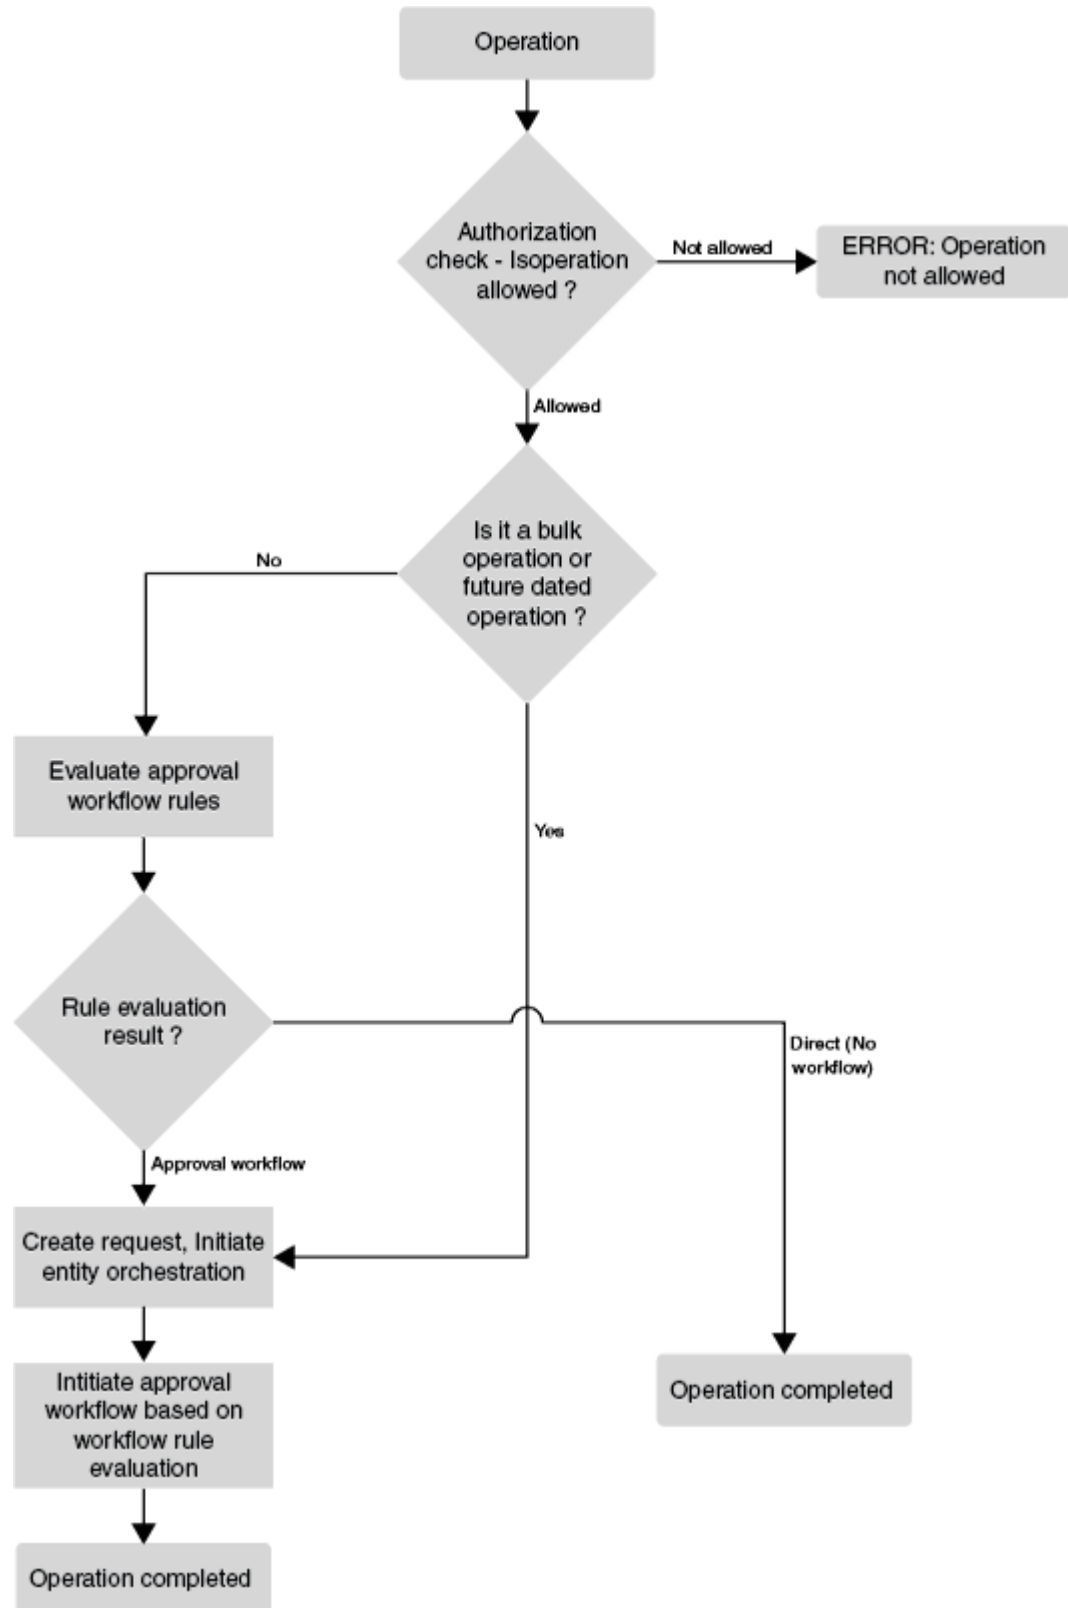 Operation
Authorization
check - Isoperation
allowed ?
Not allowed
ERROR: Operation
not allowed
Allowed
Is it a bulk
operation or
future dated
operation ?
No
Evaluate approval
workflow rules
Yes
Rule evaluation
result ?
Direct (No
workflow)
Approval workflow
Create request, Initiate
entity orchestration
Intitiate approval
workflow based on
workflow rule
evaluation
Operation completed
Operation completed